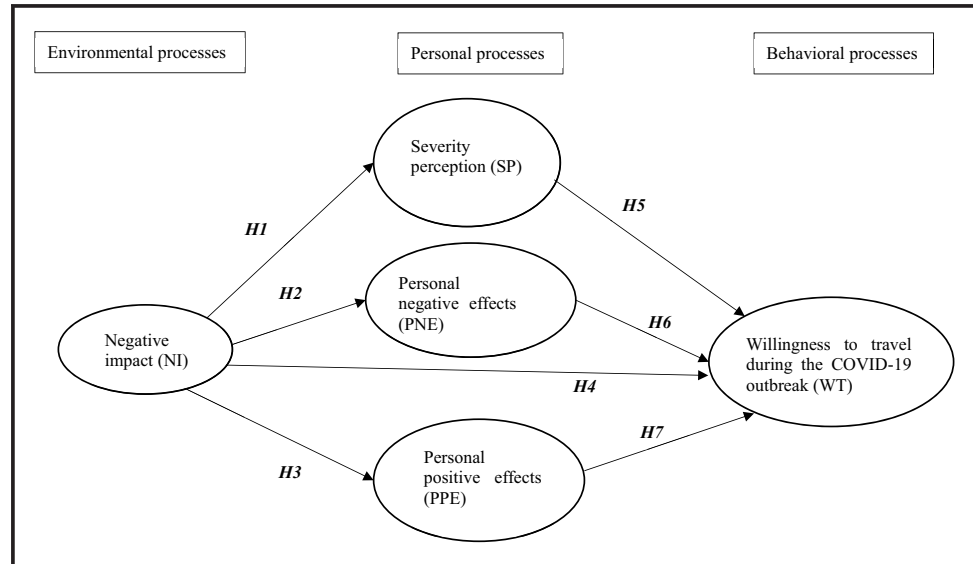 Environmental processes
Personal processes
Behavioral processes
Severity
perception (SP)
H5
H1
H2
Personal
negative effects
(PNE)
H6
Negative
impact (NI)
Willingness to travel
during the COVID-19
outbreak (WT)
H4
H7
H3
Personal
positive effects
(PPE)